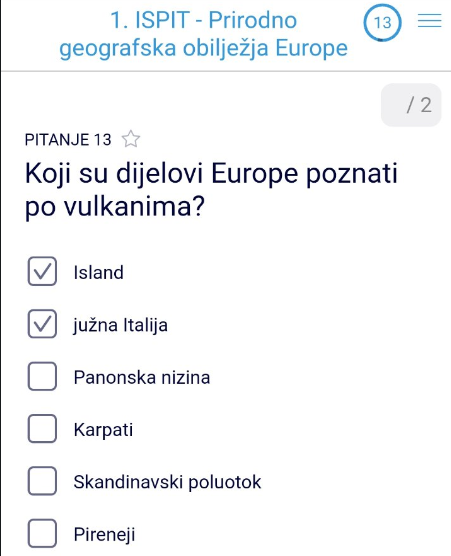 1. ISPIT - Prirodno
geografska obilježja Europe
13
/ 2
PITANJE 13
Koji su dijelovi Europe poznati
po vulkanima?
Island
južna Italija
Panonska nizina
Karpati
Skandinavski poluotok
Pireneji